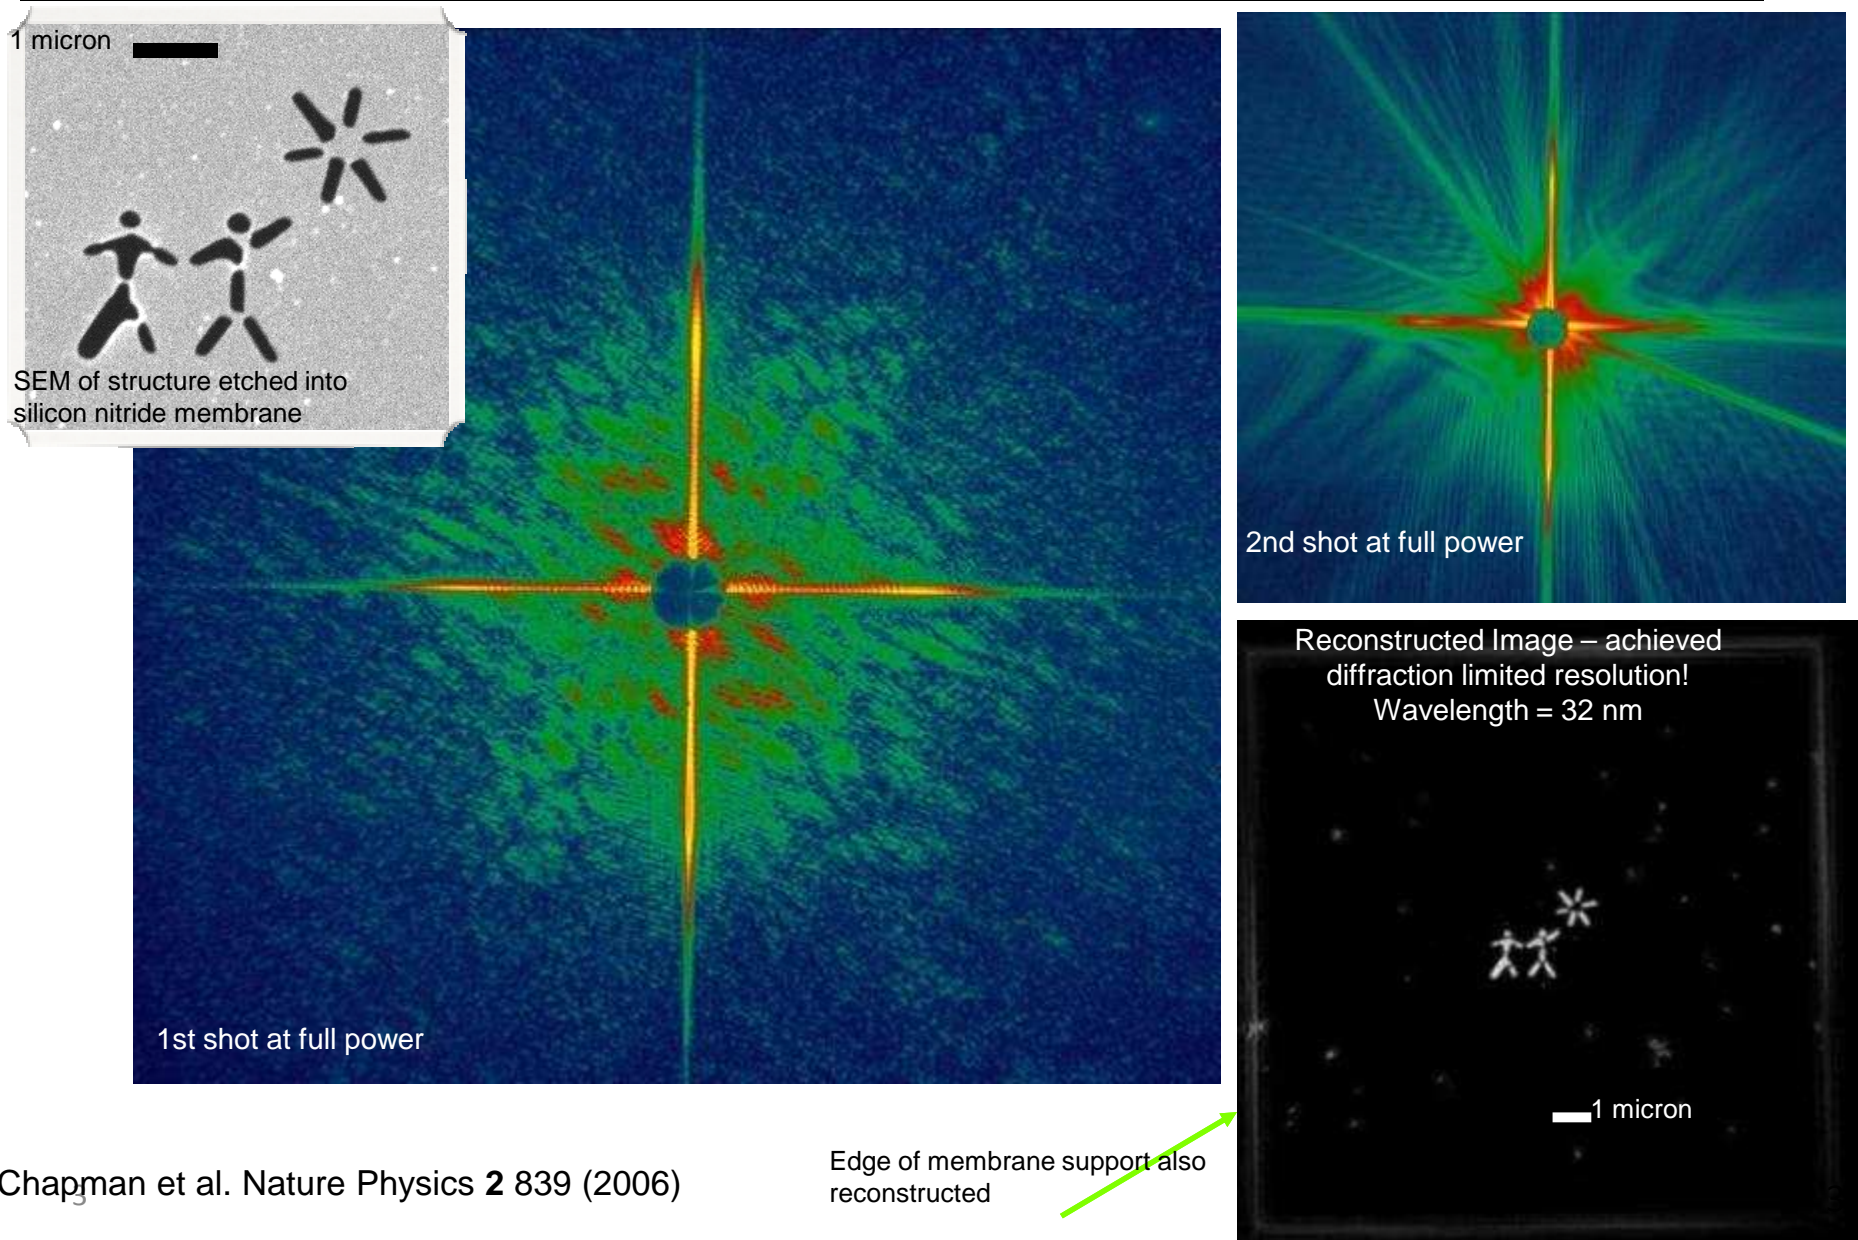 1 micron
SEM of structure etched into
silicon nitride membrane
1st shot at full power
2nd shot at full power
Reconstructed Image – achieved
diffraction limited resolution!
Wavelength = 32 nm
1 micron
Edge of membrane support also
reconstructed
Chapman et al. Nature Physics 2 839 (2006)
3